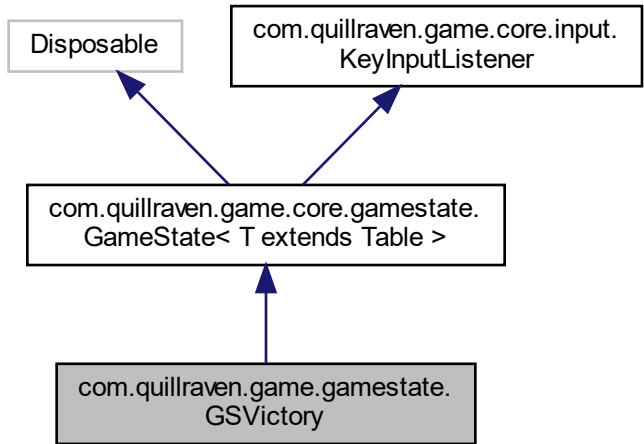 Disposable
com.quillraven.game.core.input.
KeyInputListener
com.quillraven.game.core.gamestate.
GameState< T extends Table >
com.quillraven.game.gamestate.
GSVictory